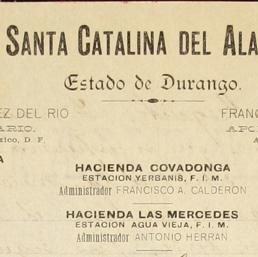 SANTA CATALINA DEL ALA
Estado de Durango.
EZ DEL RIO FRANC
ARIO. APO
xico, D. F.
HACIENDA COVADONGA
ESTACION YERBANIS, F. I. M.
Administrador FRANCISCO A. CALDERON
HACIENDA LAS MERCEDES
ESTACION AGUA VIEJA, F. I. M.
Administrador ANTONIO HERRAN